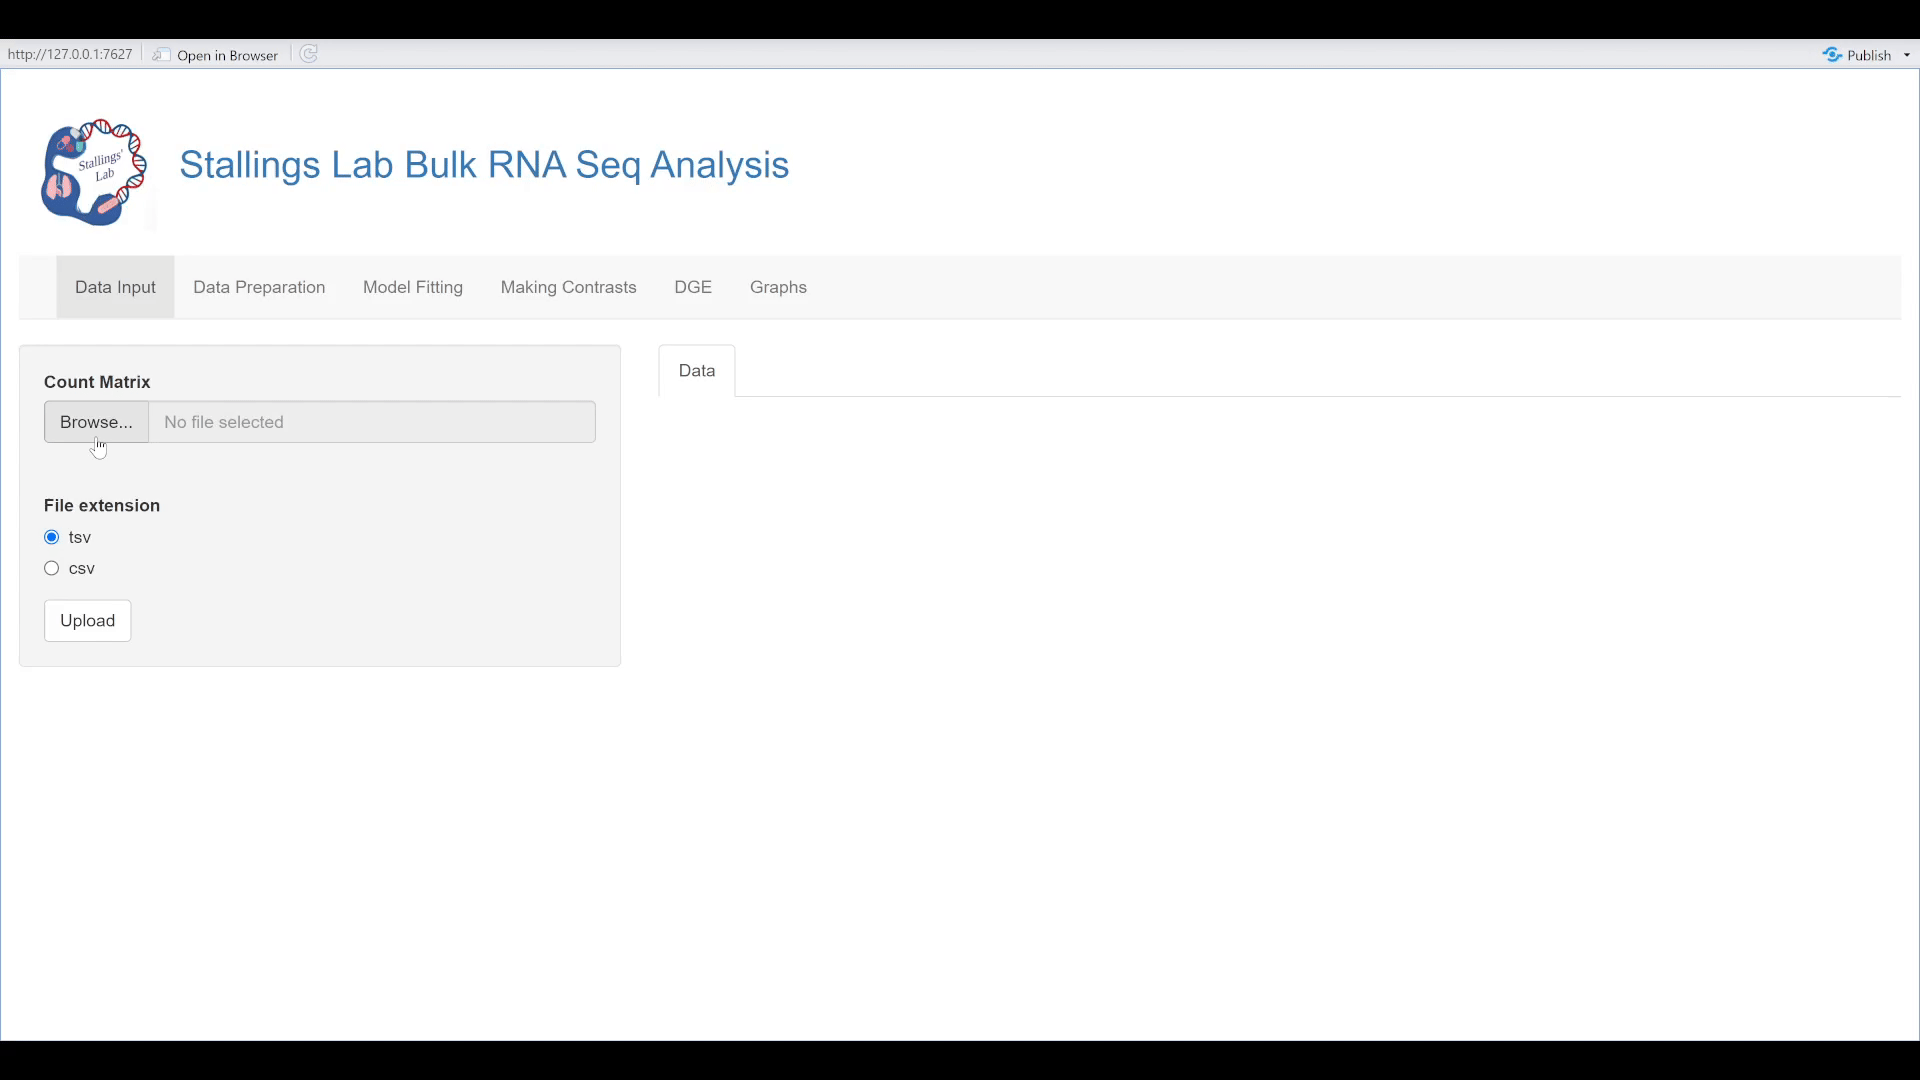 http://127.0.0.1:7627 Open in Browser Publish
Stallings'
Lab
Stallings Lab Bulk RNA Seq Analysis
Data Input Data Preparation Model Fitting Making Contrasts DGE Graphs
Count Matrix
Browse... No file selected
File extension
tsv
csv
Upload
Data